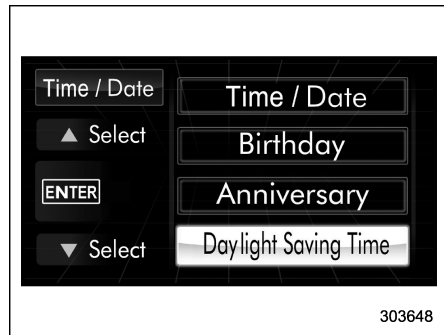 Time / Date
▲ Select
ENTER
▼ Select
Time / Date
Birthday
Anniversary
Daylight Saving Time
303648